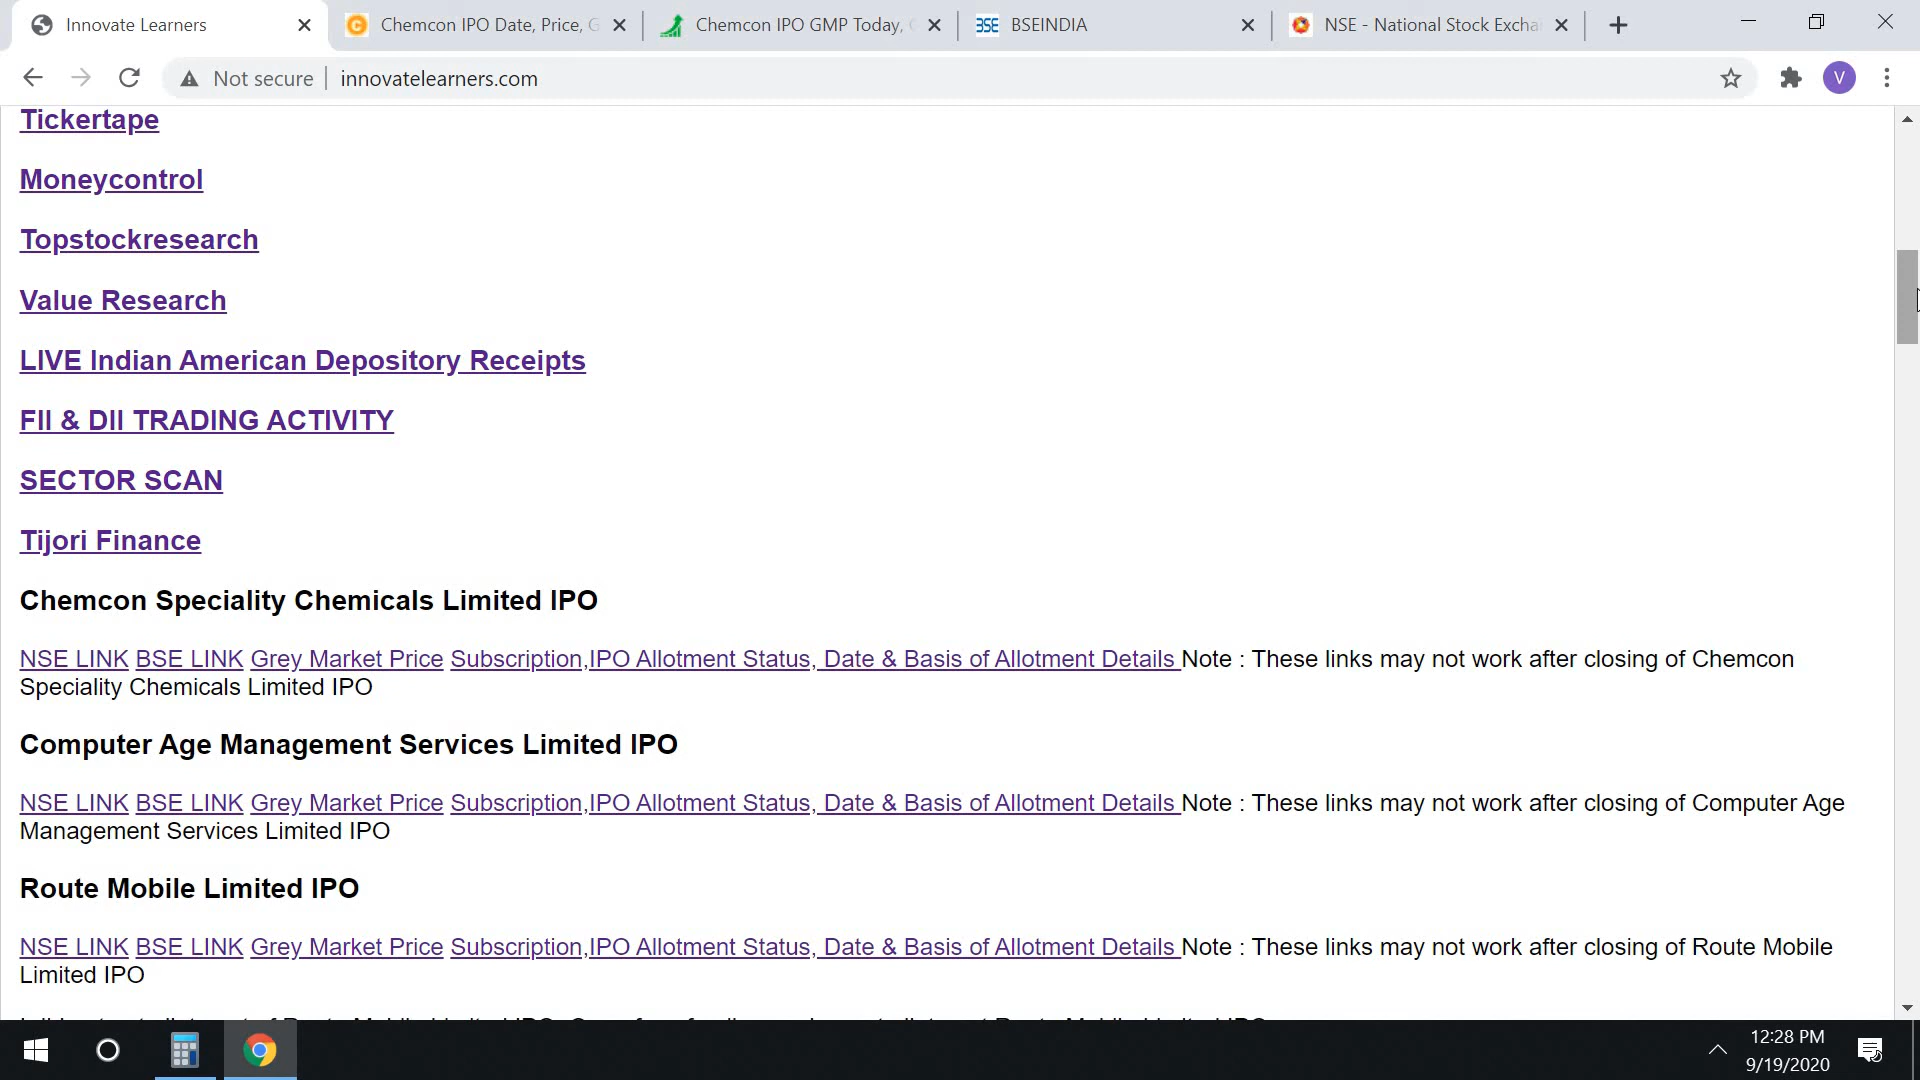 Innovate Learners
Chemcon IPO Date, Price, G
Chemcon IPO GMP Today,
BSE BSEINDIA
NSE - National Stock Excha
Not secure
innovatelearners.com
V
Tickertape
Moneycontrol
Topstockresearch
Value Research
LIVE Indian American Depository Receipts
FII & DII TRADING ACTIVITY
SECTOR SCAN
Tijori Finance
Chemcon Speciality Chemicals Limited IPO
NSE LINK BSE LINK Grey Market Price Subscription,IPO Allotment Status, Date & Basis of Allotment Details Note : These links may not work after closing of Chemcon
Speciality Chemicals Limited IPO
Computer Age Management Services Limited IPO
NSE LINK BSE LINK Grey Market Price Subscription,IPO Allotment Status, Date & Basis of Allotment Details Note : These links may not work after closing of Computer Age
Management Services Limited IPO
Route Mobile Limited IPO
NSE LINK BSE LINK Grey Market Price Subscription,IPO Allotment Status, Date & Basis of Allotment Details Note : These links may not work after closing of Route Mobile
Limited IPO
12:28 PM
9/19/2020